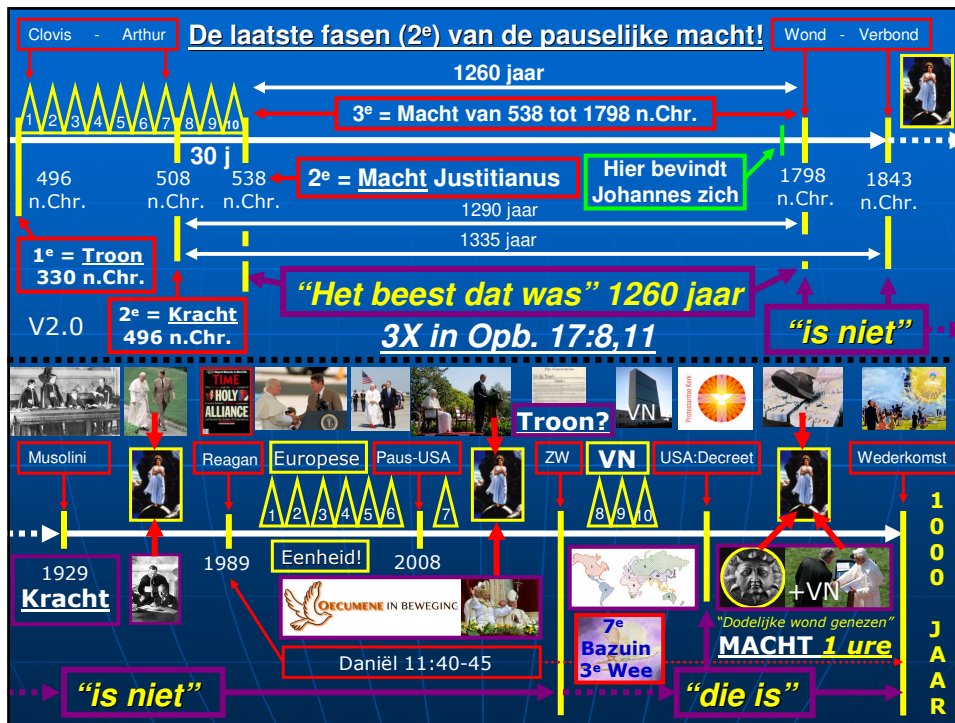 Clovis - Arthur
De laatste fasen (2e) van de pauselijke macht!
Wond - Verbond
1260 jaar
1 2 3 4 5 6 7 8 9 10
3e = Macht van 538 tot 1798 n.Chr.
30 j
496
n.Chr.
508
n.Chr.
538
n.Chr.
2e = Macht Justitianus
Hier bevindt
Johannes zich
1798
n.Chr.
1843
n.Chr.
1290 jaar
1335 jaar
1e = Troon
330 n.Chr.
2e = Kracht
496 n.Chr.
V2.0
“Het beest dat was” 1260 jaar
3X in Opb. 17:8,11
“is niet”
TIME
HOLY
ALLIANCE
Troon?
VN
Protestantse Kerk
Musolini
Reagan
Europese
Paus-USA
ZW
VN
USA:Decreet
Wederkomst
1 2 3 4 5 6
7
8 9 10
1929
Kracht
1989
Eenheid!
2008
OECUMENE IN BEWEGING
+VN
“Dodelijke wond genezen”
MACHT 1 ure
7e
Bazuin
3e Wee
Daniël 11:40-45
“is niet”
“die is”
1000 JAAR